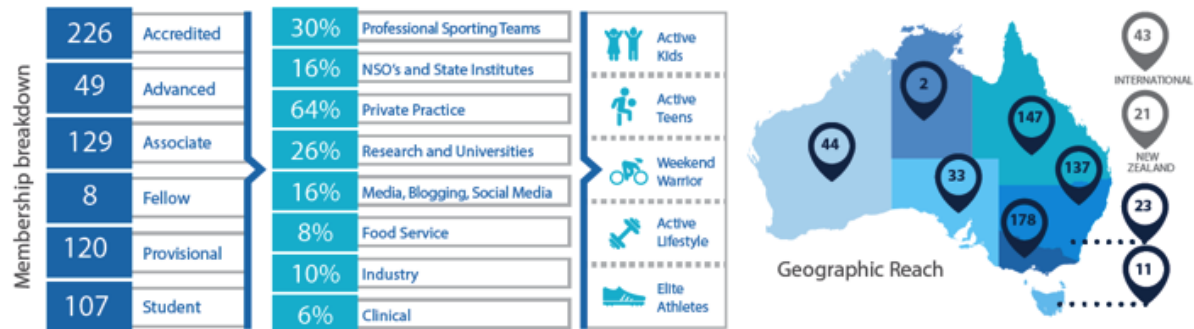 Membership breakdown
226 Accredited
49 Advanced
129 Associate
8 Fellow
120 Provisional
107 Student
30% Professional Sporting Teams
16% NSO's and State Institutes
64% Private Practice
26% Research and Universities
16% Media, Blogging, Social Media
8% Food Service
10% Industry
6% Clinical
Active
Kids
Active
Teens
Weekend
Warrior
Active
Lifestyle
Elite
Athletes
Geographic Reach
44
2
33
147
137
178
43
INTERNATIONAL
21
NEW
ZEALAND
23
11